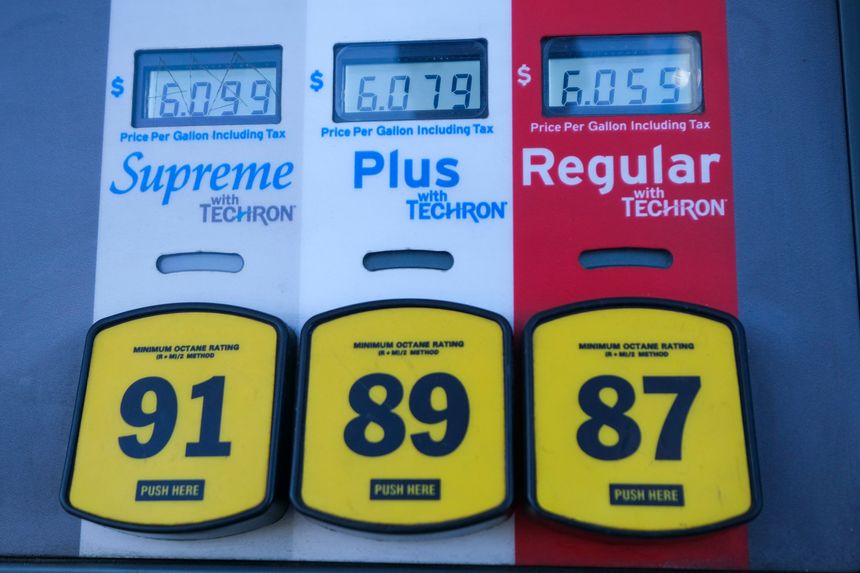 $ 6.099
Price Per Gallon Including Tax
Supreme
with
TECHRON
$ 6.079
Price Per Gallon Including Tax
Plus
with
TECHRON
$ 6.059
Price Per Gallon Including Tax
Regular
with
TECHRON
MINIMUM OCTANE RATING
(R + M)/2 METHOD
91
PUSH HERE
MINIMUM OCTANE RATING
(R + M)/2 METHOD
89
PUSH HERE
MINIMUM OCTANE RATING
(R + M)/2 METHOD
87
PUSH HERE